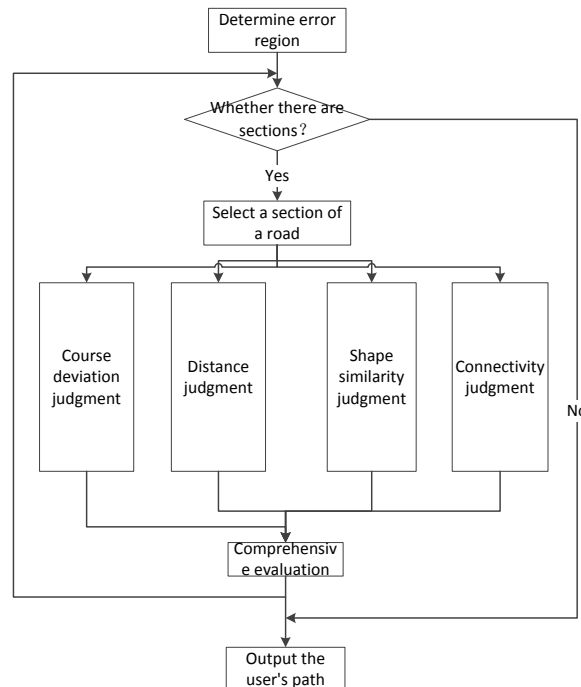 Determine error
region
Whether there are
sections？
Yes
Select a section of
a road
Course
deviation
judgment
Distance
judgment
Shape
similarity
judgment
Connectivity
judgment
No
Comprehensiv
e evaluation
Output the
user's path